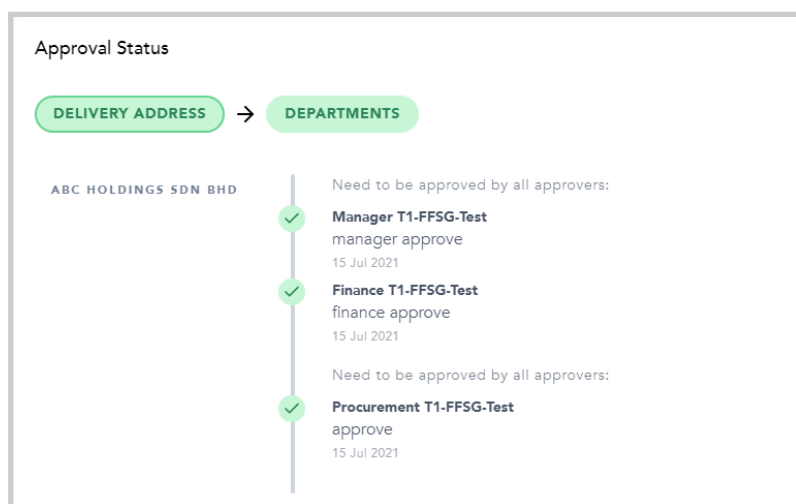 Approval Status
DELIVERY ADDRESS → DEPARTMENTS
ABC HOLDINGS SDN BHD
Need to be approved by all approvers:
Manager T1-FFSG-Test
manager approve
15 Jul 2021
Finance T1-FFSG-Test
finance approve
15 Jul 2021
Need to be approved by all approvers:
Procurement T1-FFSG-Test
approve
15 Jul 2021